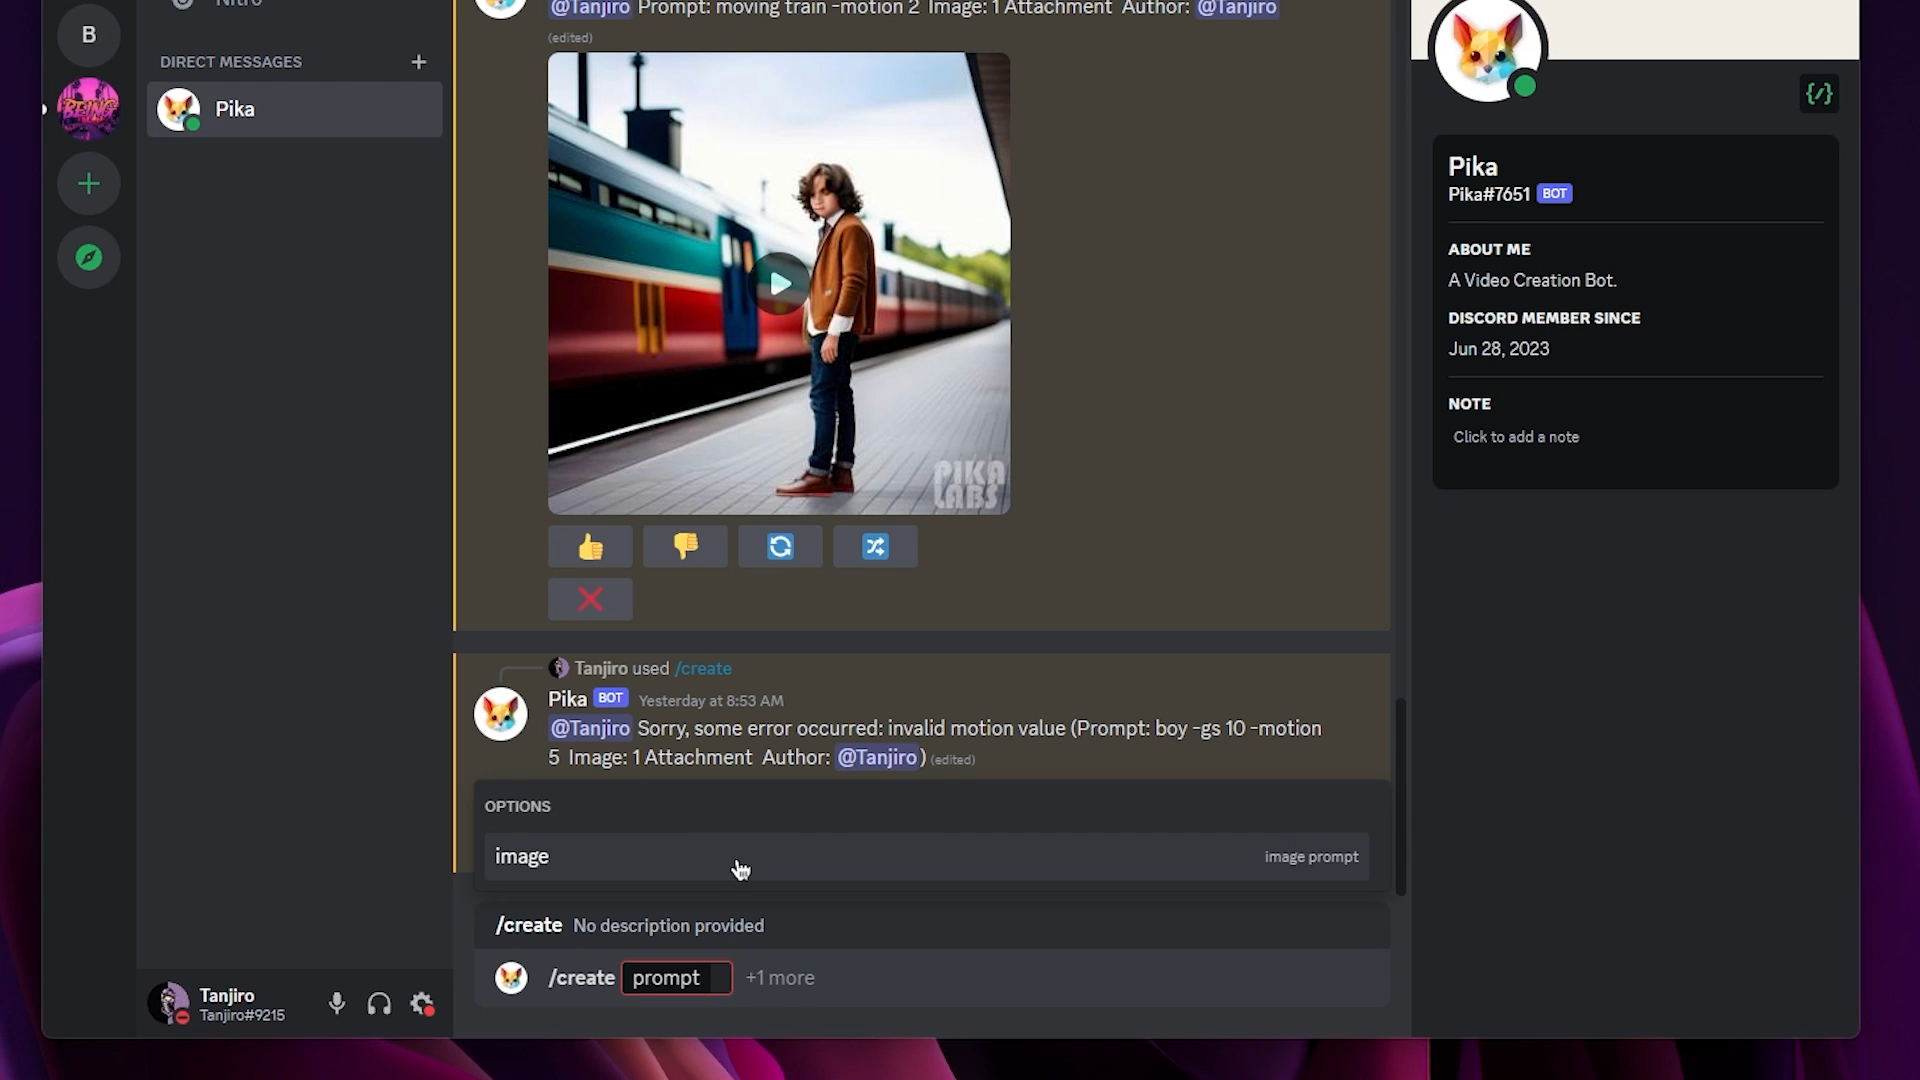 B
Nitro
DIRECT MESSAGES
BEING
Pika
Tanjiro
Tanjiro#9215
@Tanjiro Prompt: moving train -motion 2 Image: 1 Attachment Author: @Tanjiro
(edited)
PIKA
LABS
Tanjiro used /create
Pika BOT Yesterday at 8:53 AM
@Tanjiro Sorry, some error occurred: invalid motion value (Prompt: boy -gs 10 -motion
5 Image: 1 Attachment Author: @Tanjiro) (edited)
OPTIONS
image image prompt
/create No description provided
/create prompt +1 more
{/}
Pika
Pika#7651 BOT
ABOUT ME
A Video Creation Bot.
DISCORD MEMBER SINCE
Jun 28, 2023
NOTE
Click to add a note